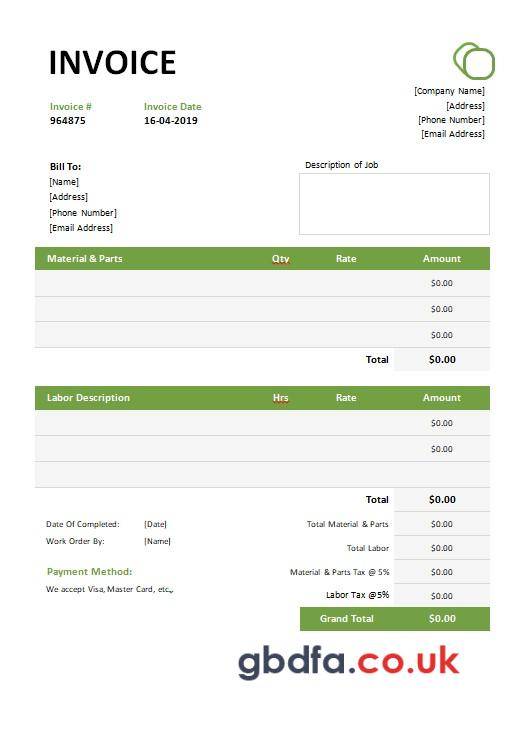 INVOICE
[Company Name]
Invoice # Invoice Date [Address]
964875 16-04-2019 [Phone Number]
[Email Address]
Bill To: Description of Job
[Name]
[Address]
[Phone Number]
[Email Address]
Material & Parts Qty Rate Amount
$0.00
$0.00
$0.00
Total $0.00
Labor Description Hrs Rate Amount
$0.00
$0.00
Total $0.00
Date Of Completed: [Date] Total Material & Parts $0.00
Work Order By: [Name] Total Labor $0.00
Payment Method: Material & Parts Tax @ 5% $0.00
We accept Visa, Master Card, etc., Labor Tax @5% $0.00
Grand Total $0.00
gbdfa.co.uk